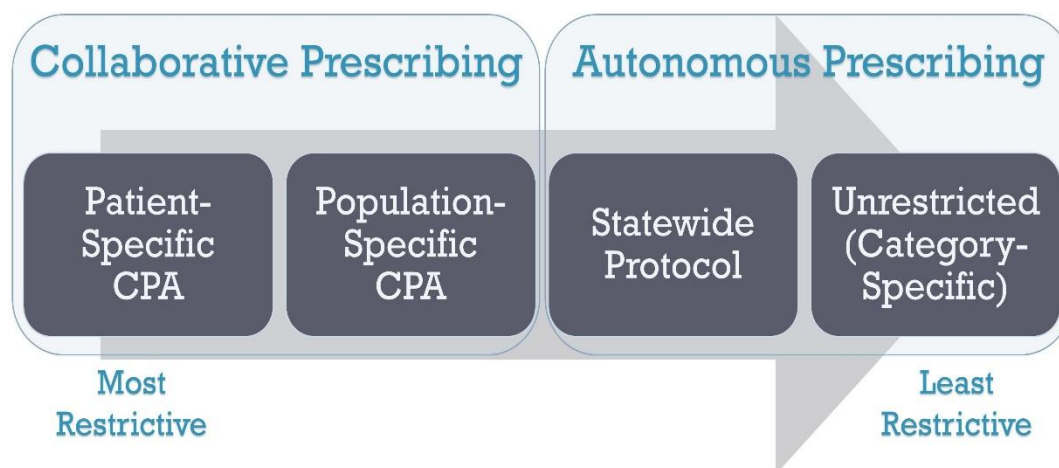 Collaborative Prescribing
Autonomous Prescribing
Patient-
Specific
CPA
Population-
Specific
CPA
Statewide
Protocol
Unrestricted
(Category-
Specific)
Most
Restrictive
Least
Restrictive